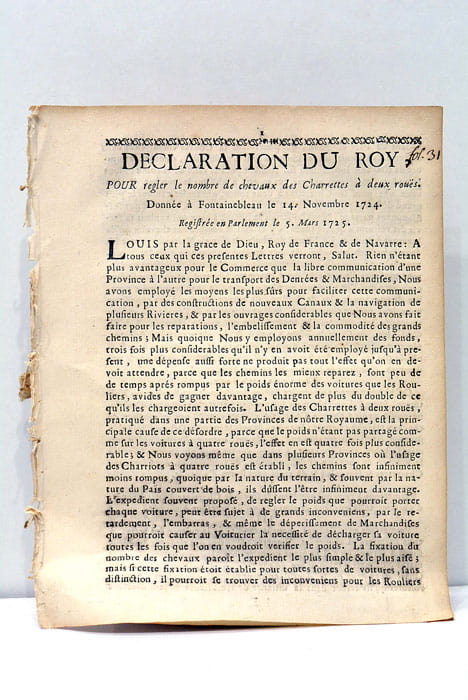 1
DECLARATION DU ROY,
fol. 31
POUR regler le nombre de chevaux des Charrettes à deux rouës.
Donnée à Fontainebleau le 14. Novembre 1724.
Registrée en Parlement le 5. Mars 1725.
LOUIS par la grace de Dieu, Roy de France & de Navarre: A
tous ceux qui ces presentes Lettres verront, Salut. Rien n'étant
plus avantageux pour le Commerce que la libre communication d'une
Province à l'autre pour le transport des Denrées & Marchandises, Nous
avons employé les moyens les plus sûrs pour faciliter cette communi-
cation, par des constructions de nouveaux Canaux & la navigation de
plusieurs Rivieres, & par les ouvrages considerables que Nous avons fait
faire pour les reparations, l'embelissement & la commodité des grands
chemins; Mais quoique Nous y employons annuellement des fonds,
trois fois plus considerables qu'il n'y en avoit été employé jusqu'à pre-
sent, une dépense aussi forte ne produit pas tout l'effet qu'on en de-
voit attendre, parce que les chemins les mieux reparez, sont peu de
de temps aprés rompus par le poids énorme des voitures que les Rou-
liers, avides de gagner davantage, chargent de plus du double de ce
qu'ils les chargeoient autrefois. L'usage des Charrettes à deux rouës,
pratiqué dans une partie des Provinces de nôtre Royaume, est la prin-
cipale cause de ce désordre, parce que le poids n'étant pas partagé com-
me sur les voitures à quatre rouës, l'effet en est quatre fois plus conside-
rable; & Nous voyons même que dans plusieurs Provinces où l'usage
des Chariots à quatre rouës est établi, les chemins sont infiniment
moins rompus, quoique par la nature du terrain, & souvent par la na-
ture du Païs couvert de bois, ils dussent l'être infiniment davantage.
L'expedient souvent proposé, de regler le poids que pourroit porter
chaque voiture, peut être sujet à de grands inconveniens, par le re-
tardement, l'embarras, & même le déperissement de Marchandises
que pourroit causer au Voiturier la necessité de décharger sa voiture
toutes les fois que l'on en voudroit verifier le poids. La fixation du
nombre des chevaux paroît l'expedient le plus simple & le plus aisé;
mais si cette fixation étoit établie pour toutes sortes de voitures, sans
distinction, il pourroit se trouver des inconveniens pour les Rouliers